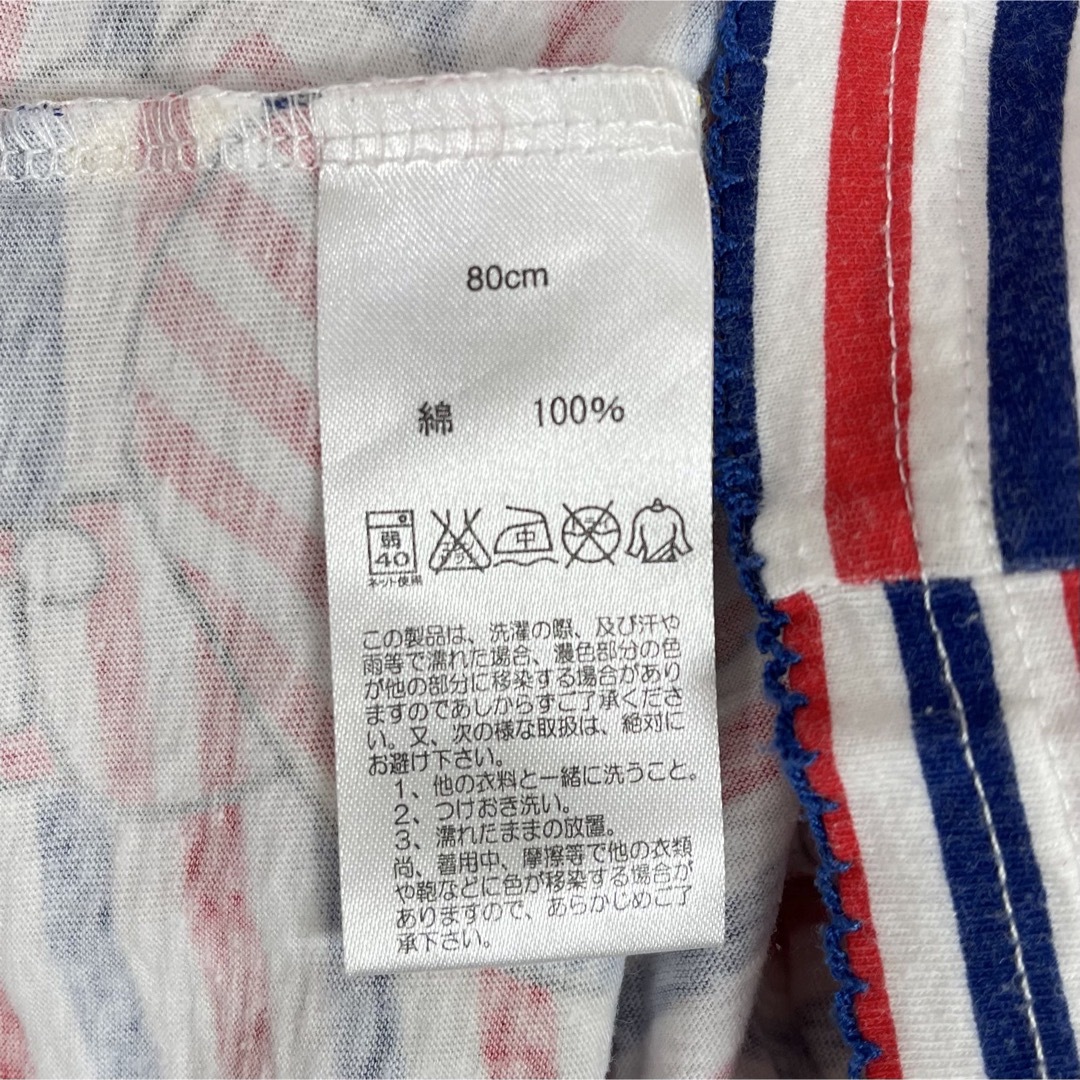 80cm
綿 100%
弱
40
中
ネット使用
この製品は、洗濯の際、及び汗や
雨等で濡れた場合、濃色部分の色
が他の部分に移染する場合があり
ますのであしからずご了承くださ
い。又、次の様な取扱は、絶対に
お避け下さい。
1、他の衣料と一緒に洗うこと。
2、つけおき洗い。
3、濡れたままの放置。
尚、着用中、摩擦等で他の衣類
や鞄などに色が移染する場合が
ありますので、あらかじめご了
承下さい。